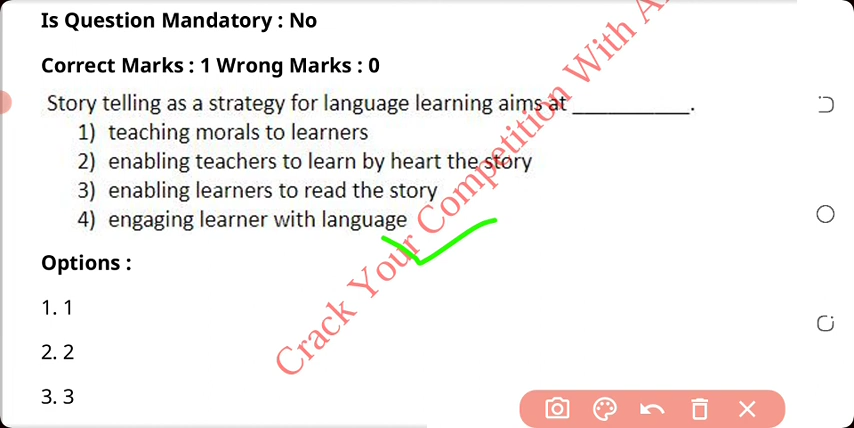 Is Question Mandatory : No
Correct Marks : 1 Wrong Marks : 0
Story telling as a strategy for language learning aims at __________.
1) teaching morals to learners
2) enabling teachers to learn by heart the story
3) enabling learners to read the story
4) engaging learner with language
Options :
1. 1
2. 2
3. 3
Crack Your Competition With